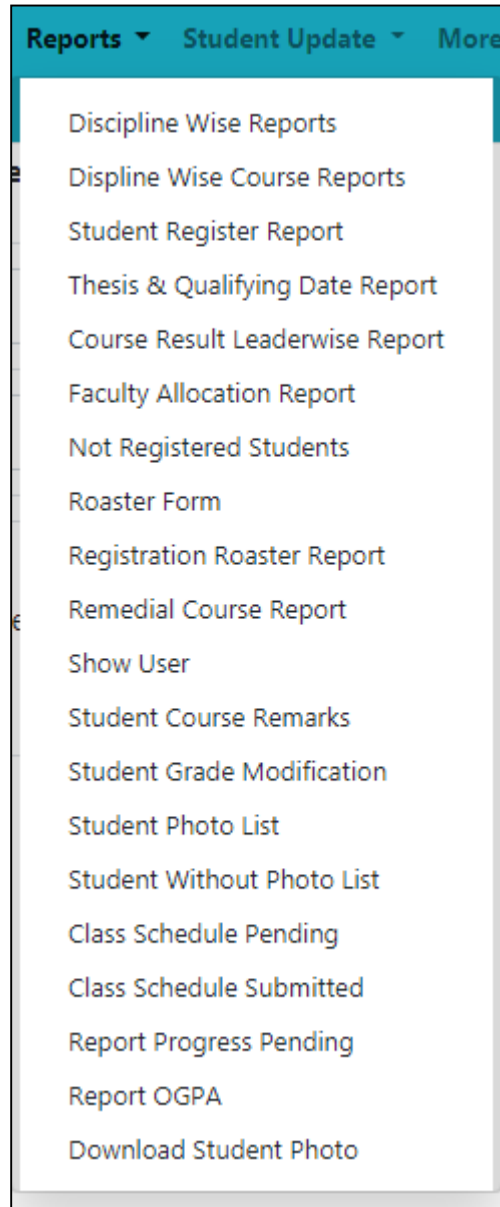 Reports Student Update More
Discipline Wise Reports
Displine Wise Course Reports
Student Register Report
Thesis & Qualifying Date Report
Course Result Leaderwise Report
Faculty Allocation Report
Not Registered Students
Roaster Form
Registration Roaster Report
Remedial Course Report
Show User
Student Course Remarks
Student Grade Modification
Student Photo List
Student Without Photo List
Class Schedule Pending
Class Schedule Submitted
Report Progress Pending
Report OGPA
Download Student Photo